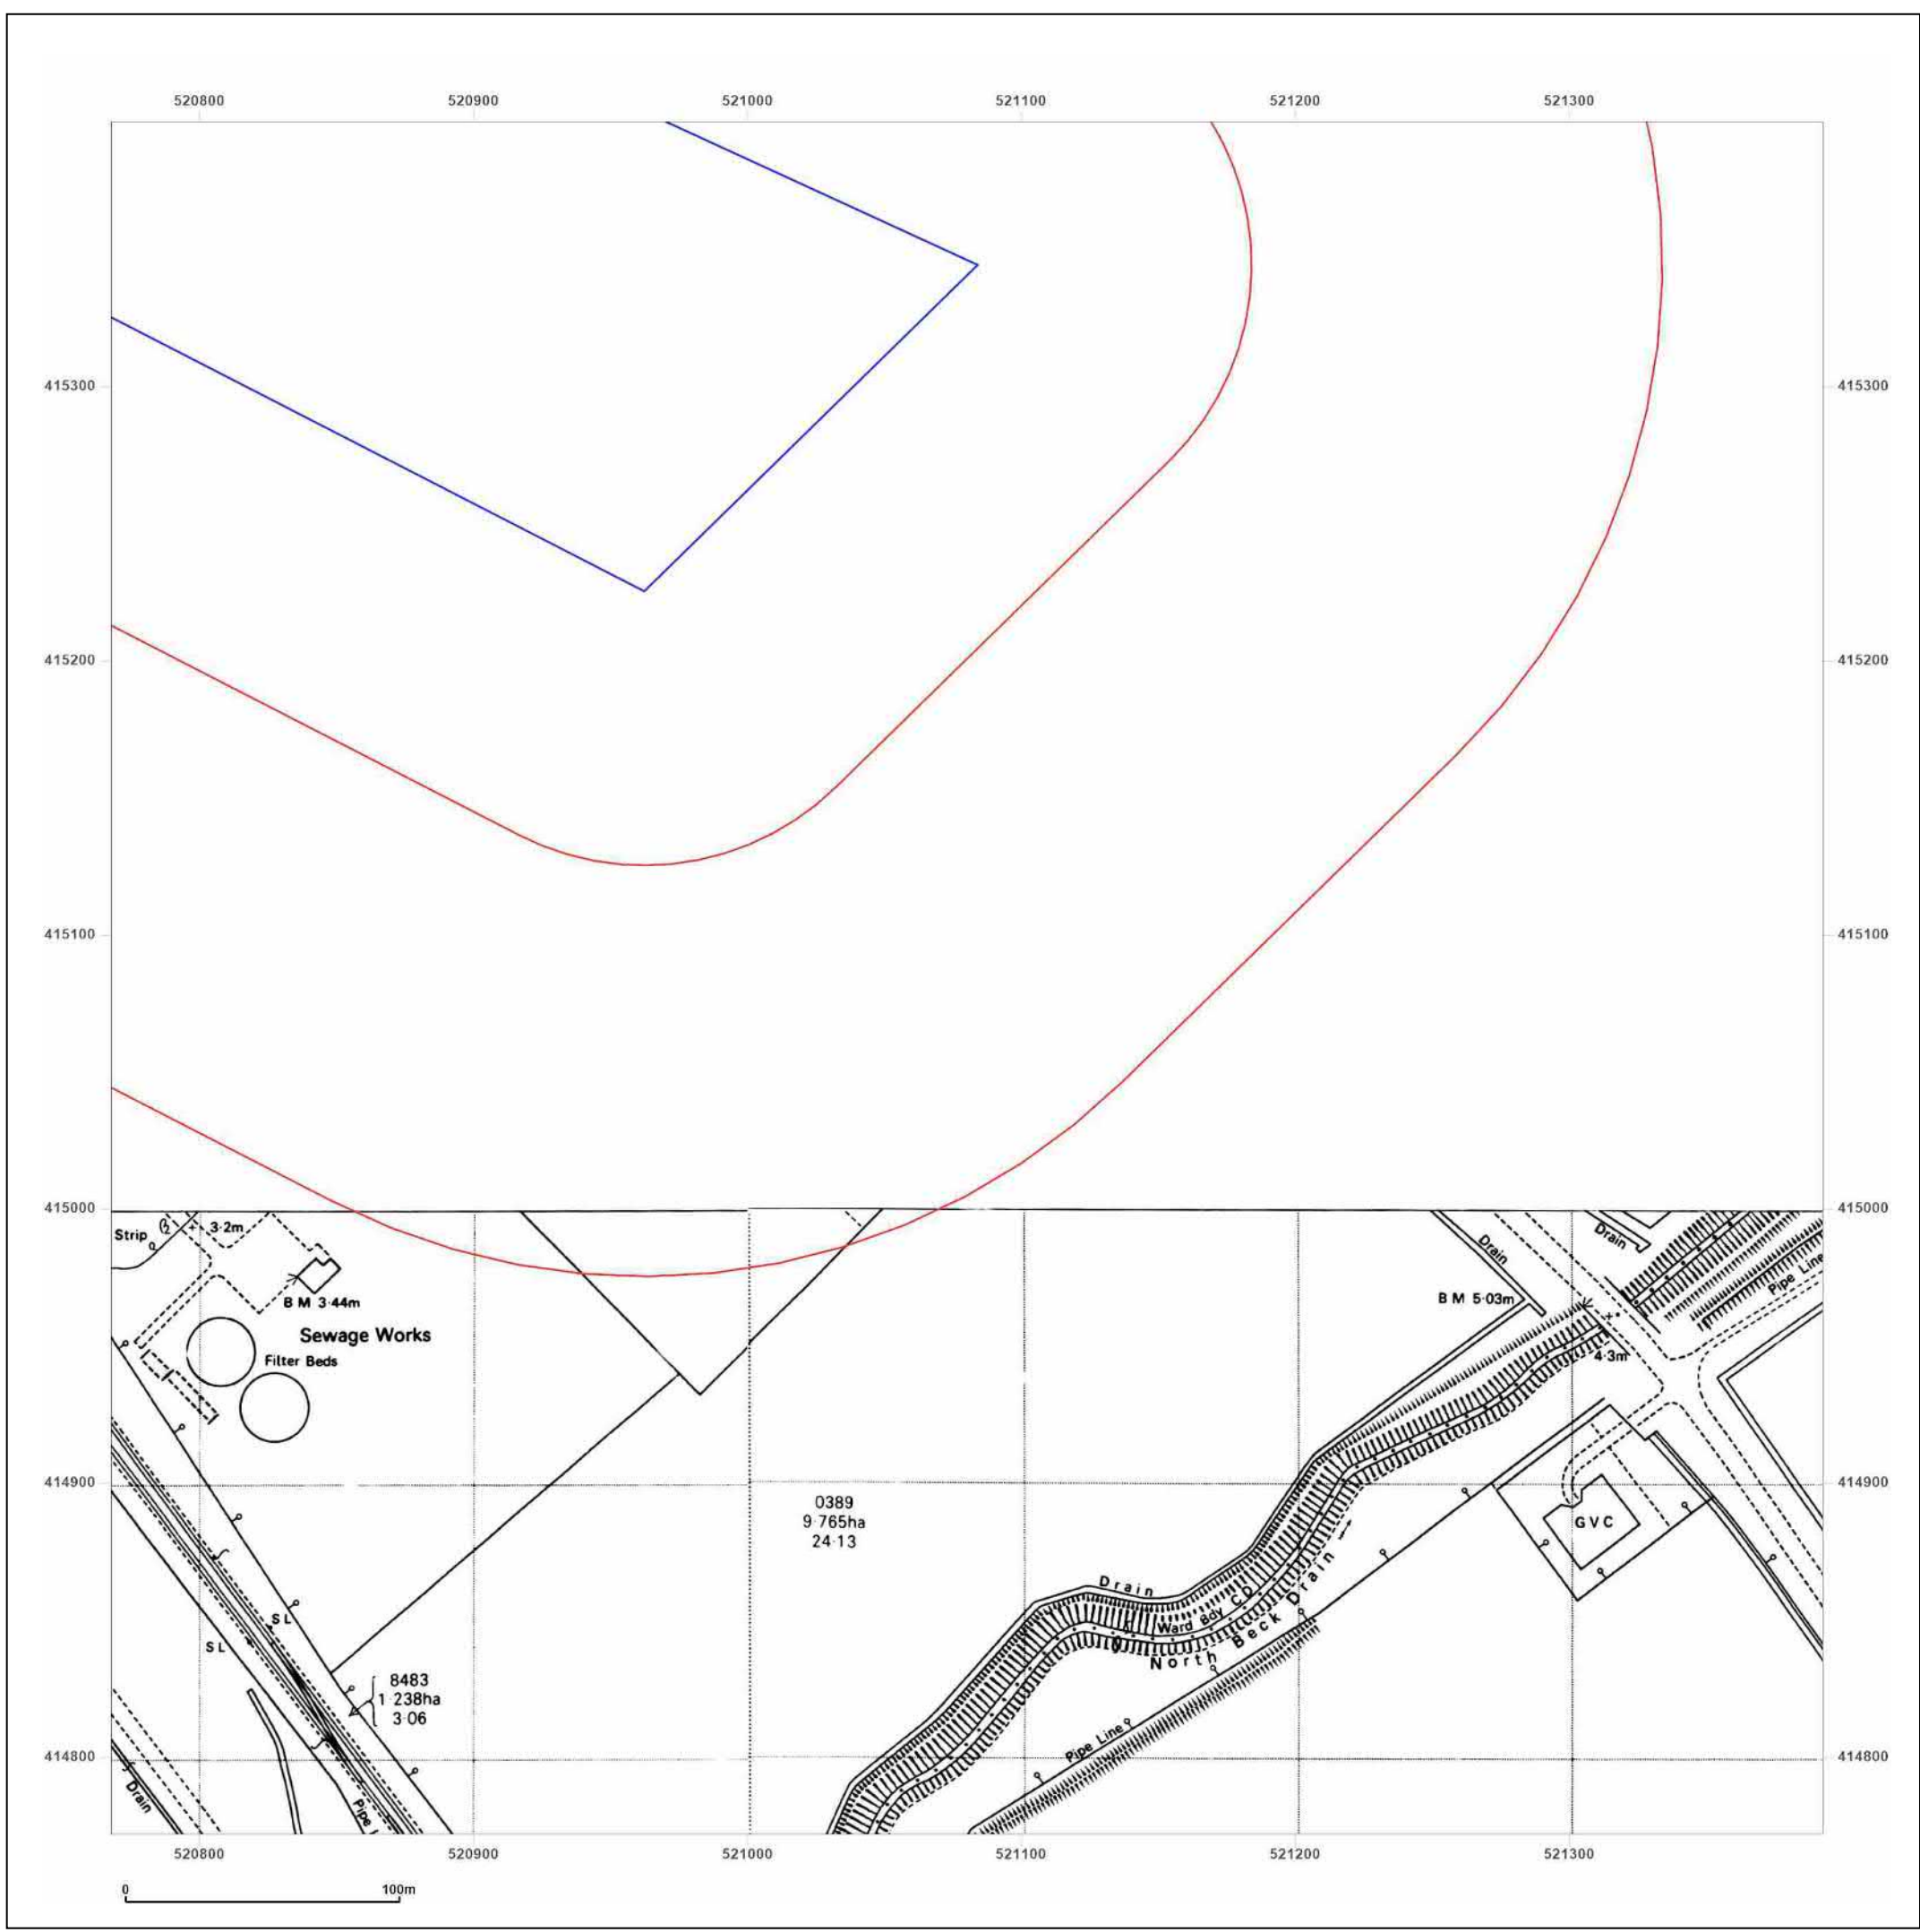 520800 520900 521000 521100 521200 521300
415300 415300
415200 415200
415100 415100
415000 415000
Strip
3·2m
Drain
Drain
Pipe Line
B M 3·44m
B M 5·03m
Sewage Works
Filter Beds
4·3m
414900 414900
0389
9·765ha
24·13
G V C
Drain
Ward Bdy
C D
North Beck Drain
S L
S L
8483
1·238ha
3·06
Pipe Line
414800 414800
Drain
Pipe
520800 520900 521000 521100 521200 521300
0 100m